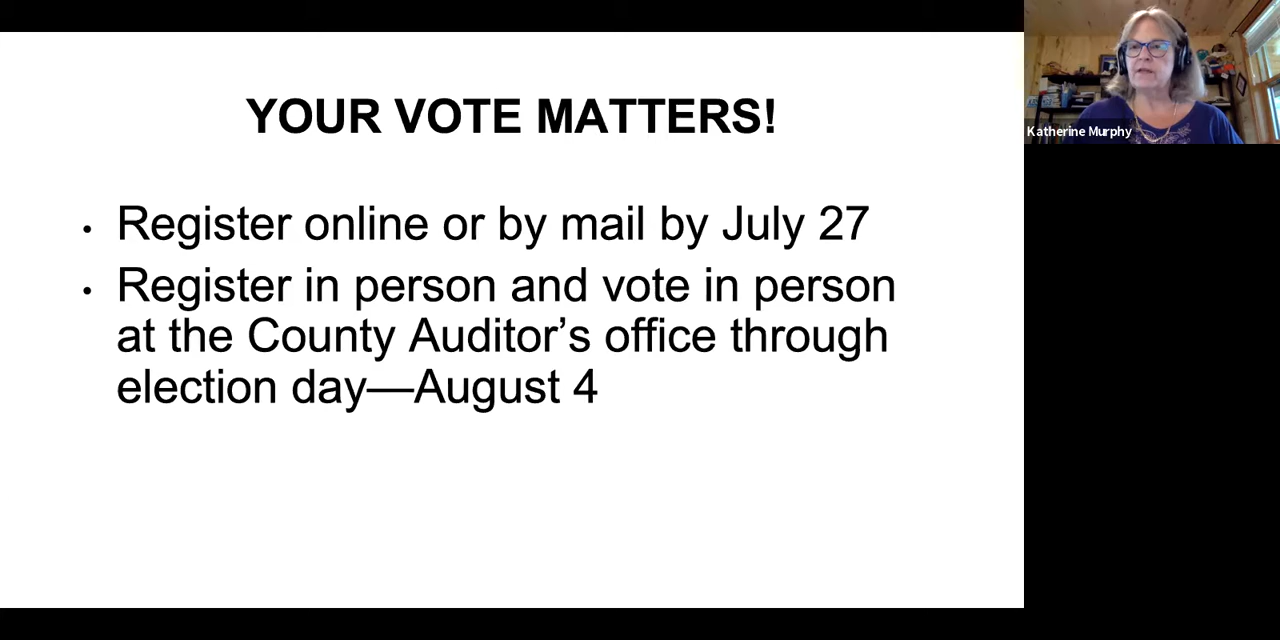 YOUR VOTE MATTERS!
• Register online or by mail by July 27
• Register in person and vote in person
at the County Auditor’s office through
election day—August 4
Katherine Murphy